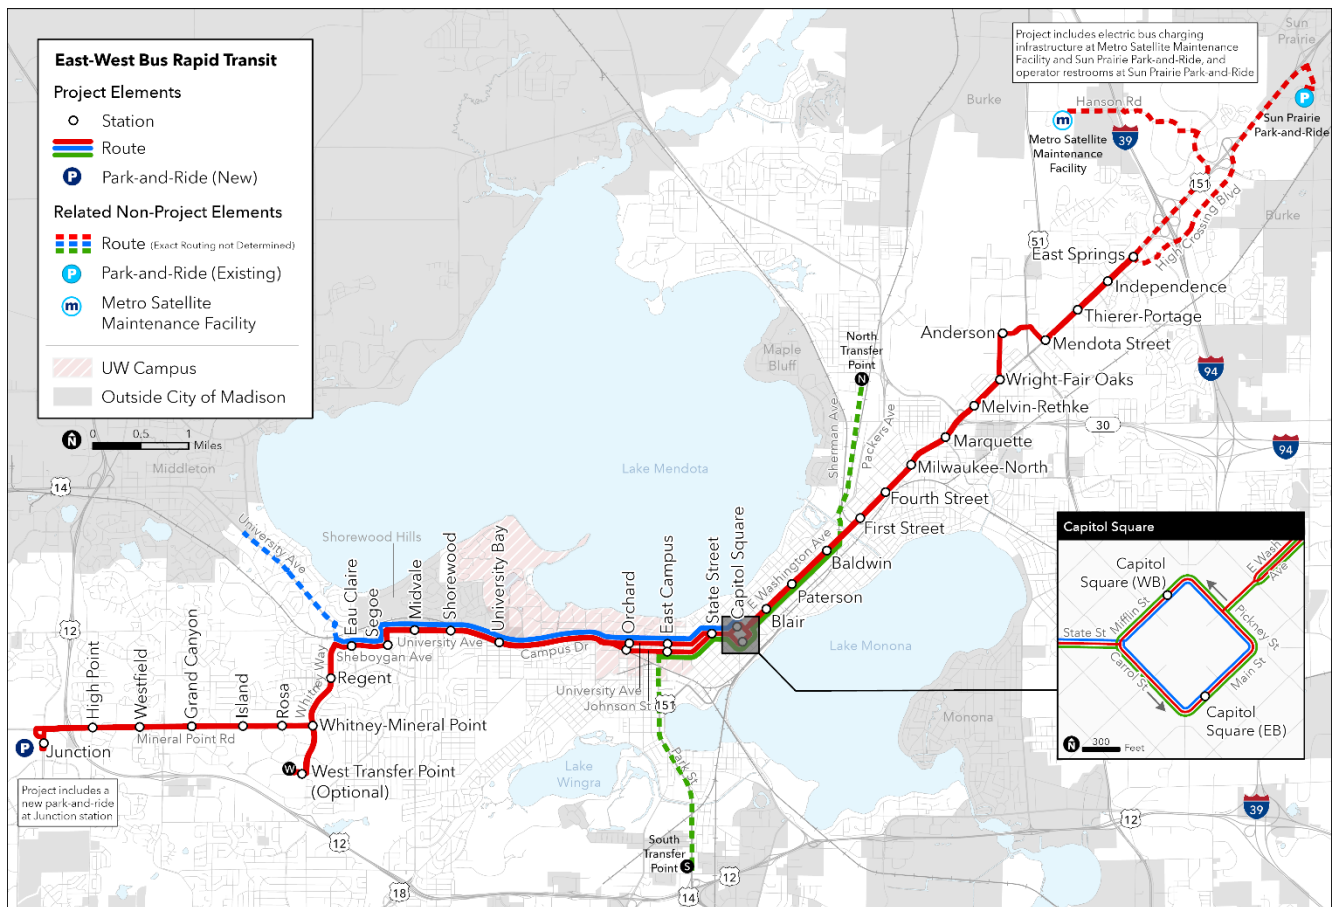 East-West Bus Rapid Transit
Project Elements
Station
Route
P Park-and-Ride (New)
Related Non-Project Elements
Route (Exact Routing not Determined)
P Park-and-Ride (Existing)
m Metro Satellite
Maintenance Facility
UW Campus
Outside City of Madison
N
0 0.5 1
Miles
Project includes electric bus charging
infrastructure at Metro Satellite Maintenance
Facility and Sun Prairie Park-and-Ride, and
operator restrooms at Sun Prairie Park-and-Ride
Sun
Prairie
Burke
Hanson Rd
P
Sun Prairie
Park-and-Ride
m
Metro Satellite
Maintenance
Facility
39
151
High Crossing Blvd
Burke
51
East Springs
Independence
Thierer-Portage
Mendota Street
Anderson
94
Wright-Fair Oaks
Melvin-Rethke
30
Marquette
94
Milwaukee-North
Fourth Street
First Street
Baldwin
Paterson
Blair
North
Transfer
Point
N
Maple
Bluff
Sherman Ave
Packers Ave
E Washington Ave
Lake Mendota
Middleton
14
University Ave
Shorewood Hills
Eau Claire
Segoe
Midvale
Shorewood
University Bay
Orchard
East Campus
State Street
Capitol Square
University Ave
Sheboygan Ave
Campus Dr
University Ave
Johnson St
151
Park St
Lake Monona
Monona
Lake
Wingra
12
High Point
Westfield
Grand Canyon
Island
Rosa
Whitney Way
Regent
Whitney-Mineral Point
Mineral Point Rd
P
Junction
W
West Transfer Point
(Optional)
Project includes a
new park-and-ride
at Junction station
12
18
South
Transfer
Point
S
12
14
12
39
Capitol Square
Capitol
Square (WB)
E Wash
Ave
Mifflin St
Pickney St
State St
Carrol St
Main St
Capitol
Square (EB)
N
300
Feet